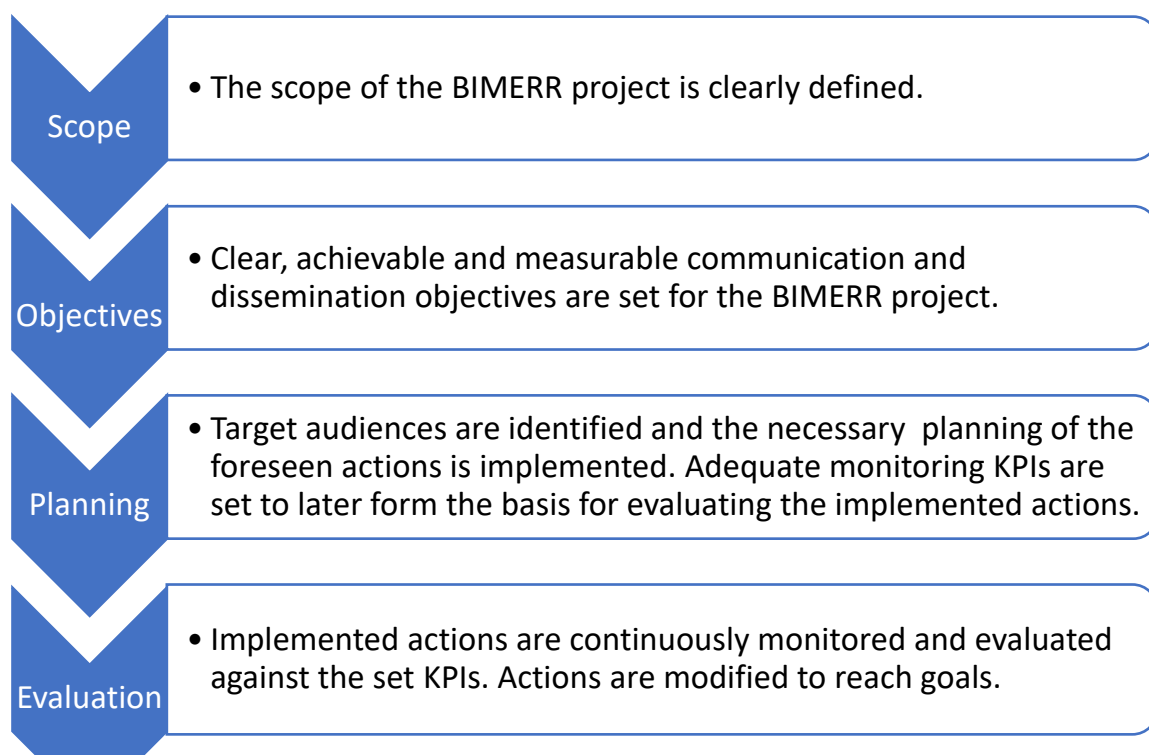 Scope
• The scope of the BIMERR project is clearly defined.
Objectives
• Clear, achievable and measurable communication and
dissemination objectives are set for the BIMERR project.
Planning
• Target audiences are identified and the necessary  planning of the
foreseen actions is implemented. Adequate monitoring KPIs are
set to later form the basis for evaluating the implemented actions.
Evaluation
• Implemented actions are continuously monitored and evaluated
against the set KPIs. Actions are modified to reach goals.